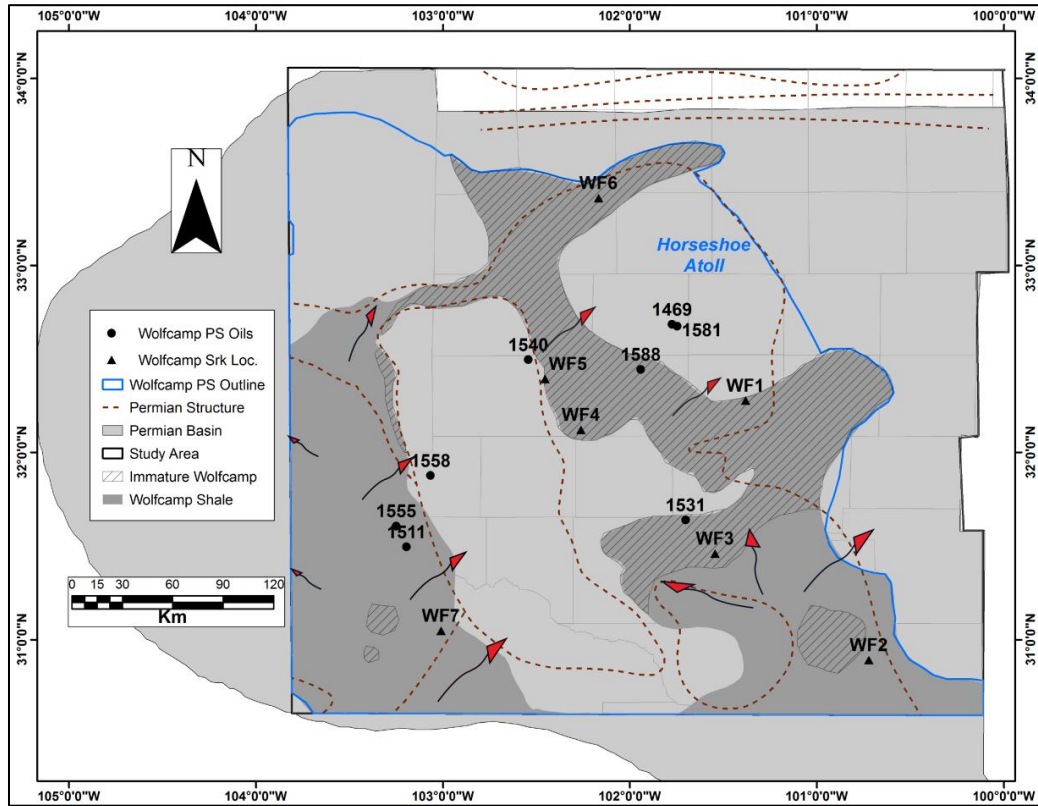 105°0'0"W 104°0'0"W 103°0'0"W 102°0'0"W 101°0'0"W 100°0'0"W
34°0'0"N
34°0'0"N
N
WF6
Horseshoe
Atoll
33°0'0"N
33°0'0"N
1469
1581
Wolfcamp PS Oils
Wolfcamp Srk Loc.
Wolfcamp PS Outline
Permian Structure
Permian Basin
Study Area
Immature Wolfcamp
Wolfcamp Shale
1540
1588
WF5
WF1
WF4
32°0'0"N
32°0'0"N
1558
1555
1511
1531
WF3
0 15 30 60 90 120
Km
WF7
31°0'0"N
31°0'0"N
WF2
105°0'0"W 104°0'0"W 103°0'0"W 102°0'0"W 101°0'0"W 100°0'0"W